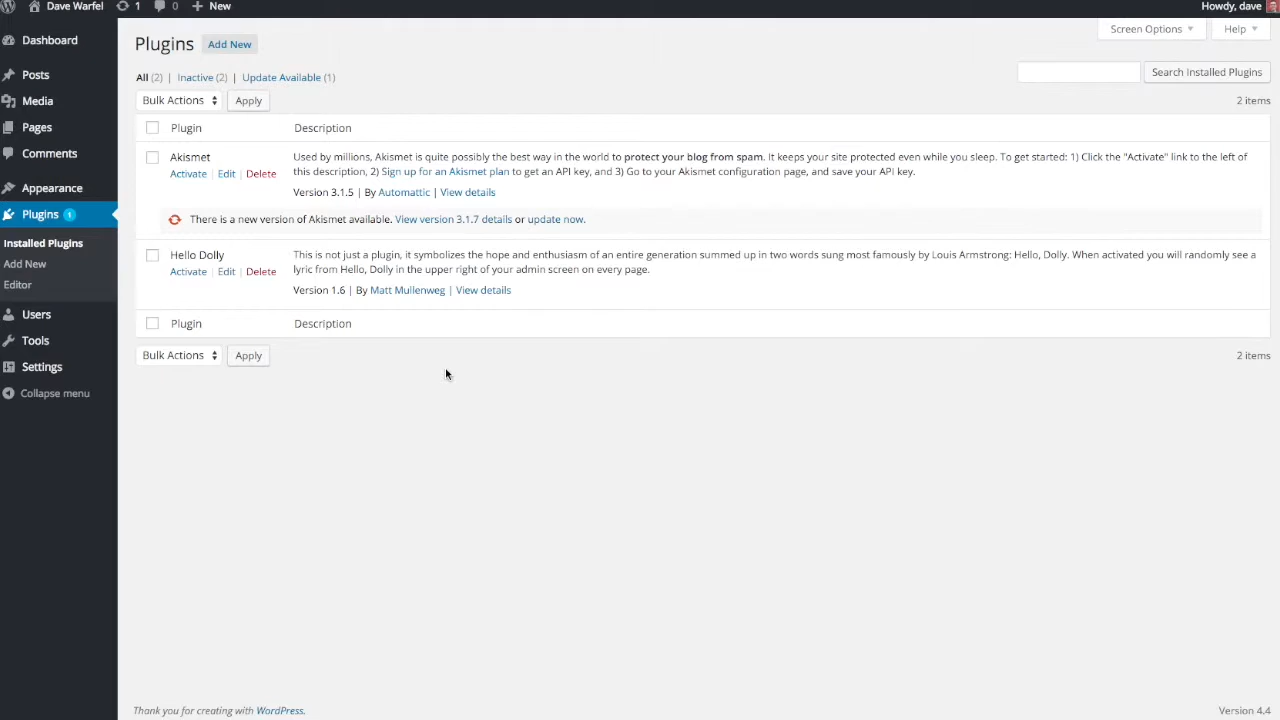 Dave Warfel 1 0 New Howdy, dave
Screen Options Help
Plugins Add New
All (2) | Inactive (2) | Update Available (1)
Search Installed Plugins
Bulk Actions Apply 2 items
Plugin Description
Akismet
Activate | Edit | Delete
Used by millions, Akismet is quite possibly the best way in the world to protect your blog from spam. It keeps your site protected even while you sleep. To get started: 1) Click the "Activate" link to the left of
this description, 2) Sign up for an Akismet plan to get an API key, and 3) Go to your Akismet configuration page, and save your API key.
Version 3.1.5 | By Automattic | View details
There is a new version of Akismet available. View version 3.1.7 details or update now.
Hello Dolly
Activate | Edit | Delete
This is not just a plugin, it symbolizes the hope and enthusiasm of an entire generation summed up in two words sung most famously by Louis Armstrong: Hello, Dolly. When activated you will randomly see a
lyric from Hello, Dolly in the upper right of your admin screen on every page.
Version 1.6 | By Matt Mullenweg | View details
Plugin Description
Bulk Actions Apply 2 items
Dashboard
Posts
Media
Pages
Comments
Appearance
Plugins 1
Installed Plugins
Add New
Editor
Users
Tools
Settings
Collapse menu
Thank you for creating with WordPress. Version 4.4